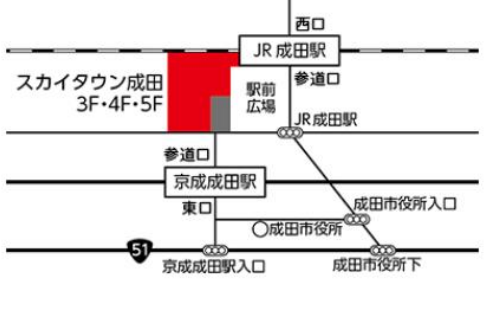 西口
JR成田駅
スカイタウン成田
3F・4F・5F
駅前
広場
参道口
JR成田駅
参道口
京成成田駅
東口
成田市役所入口
成田市役所
51
京成成田駅入口
成田市役所下